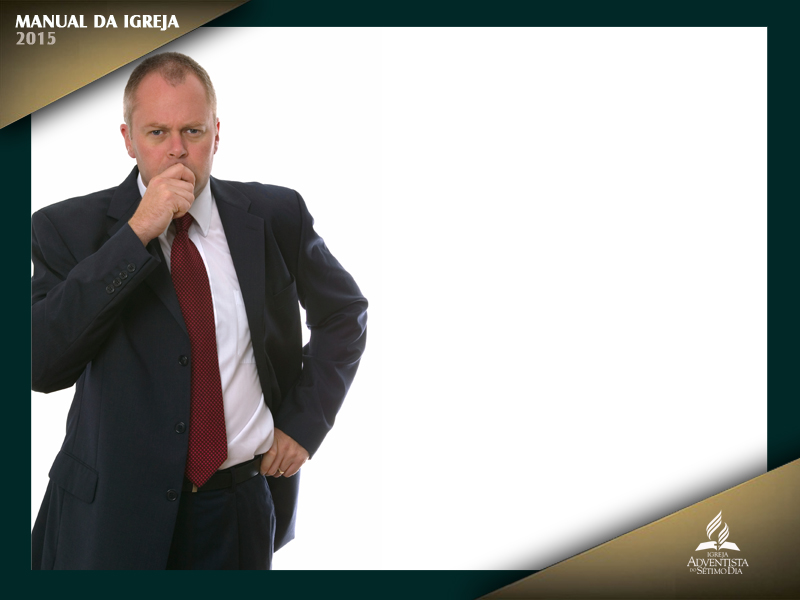 MANUAL DA IGREJA
2015
IGREJA
ADVENTISTA
DO SÉTIMO DIA